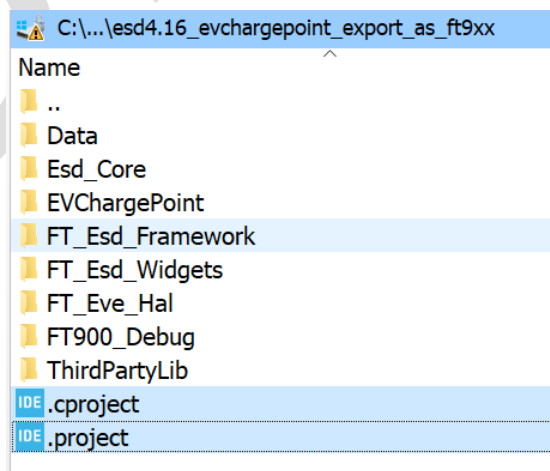 C:\...\esd4.16_evchargepoint_export_as_ft9xx
Name
..
Data
Esd_Core
EVChargePoint
FT_Esd_Framework
FT_Esd_Widgets
FT_Eve_Hal
FT900_Debug
ThirdPartyLib
IDE .cproject
IDE .project